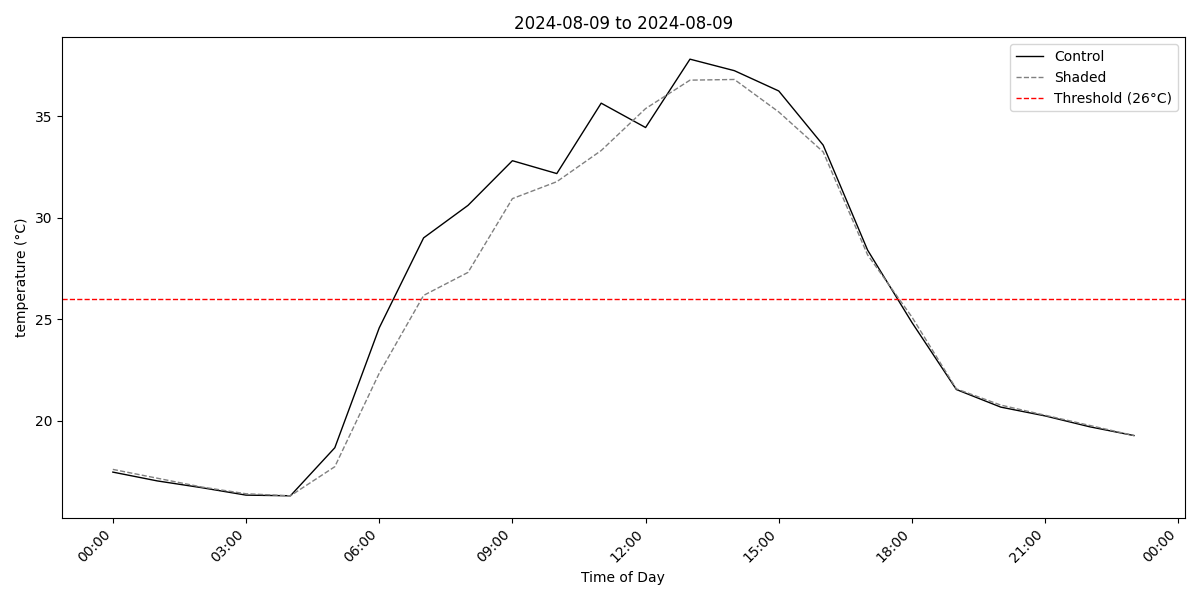 2024-08-09 to 2024-08-09
Control
Shaded
Threshold (26°C)
temperature (°C)
35
30
25
20
00:00
03:00
06:00
09:00
12:00
15:00
18:00
21:00
00:00
Time of Day